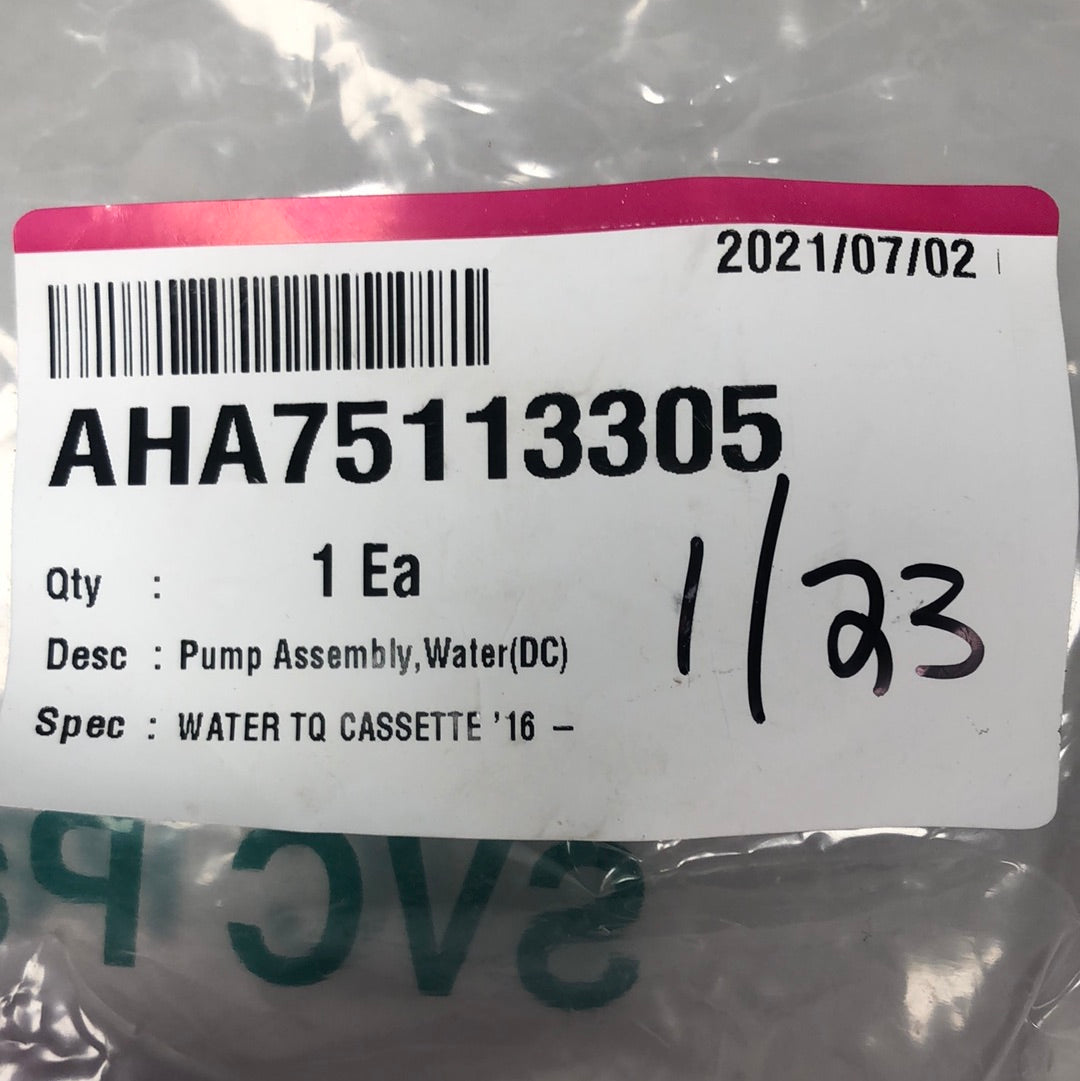 2021/07/02
AHA75113305
Qty : 1 Ea
1/23
Desc : Pump Assembly,Water(DC)
Spec : WATER TQ CASSETTE '16 –
SVC Pa